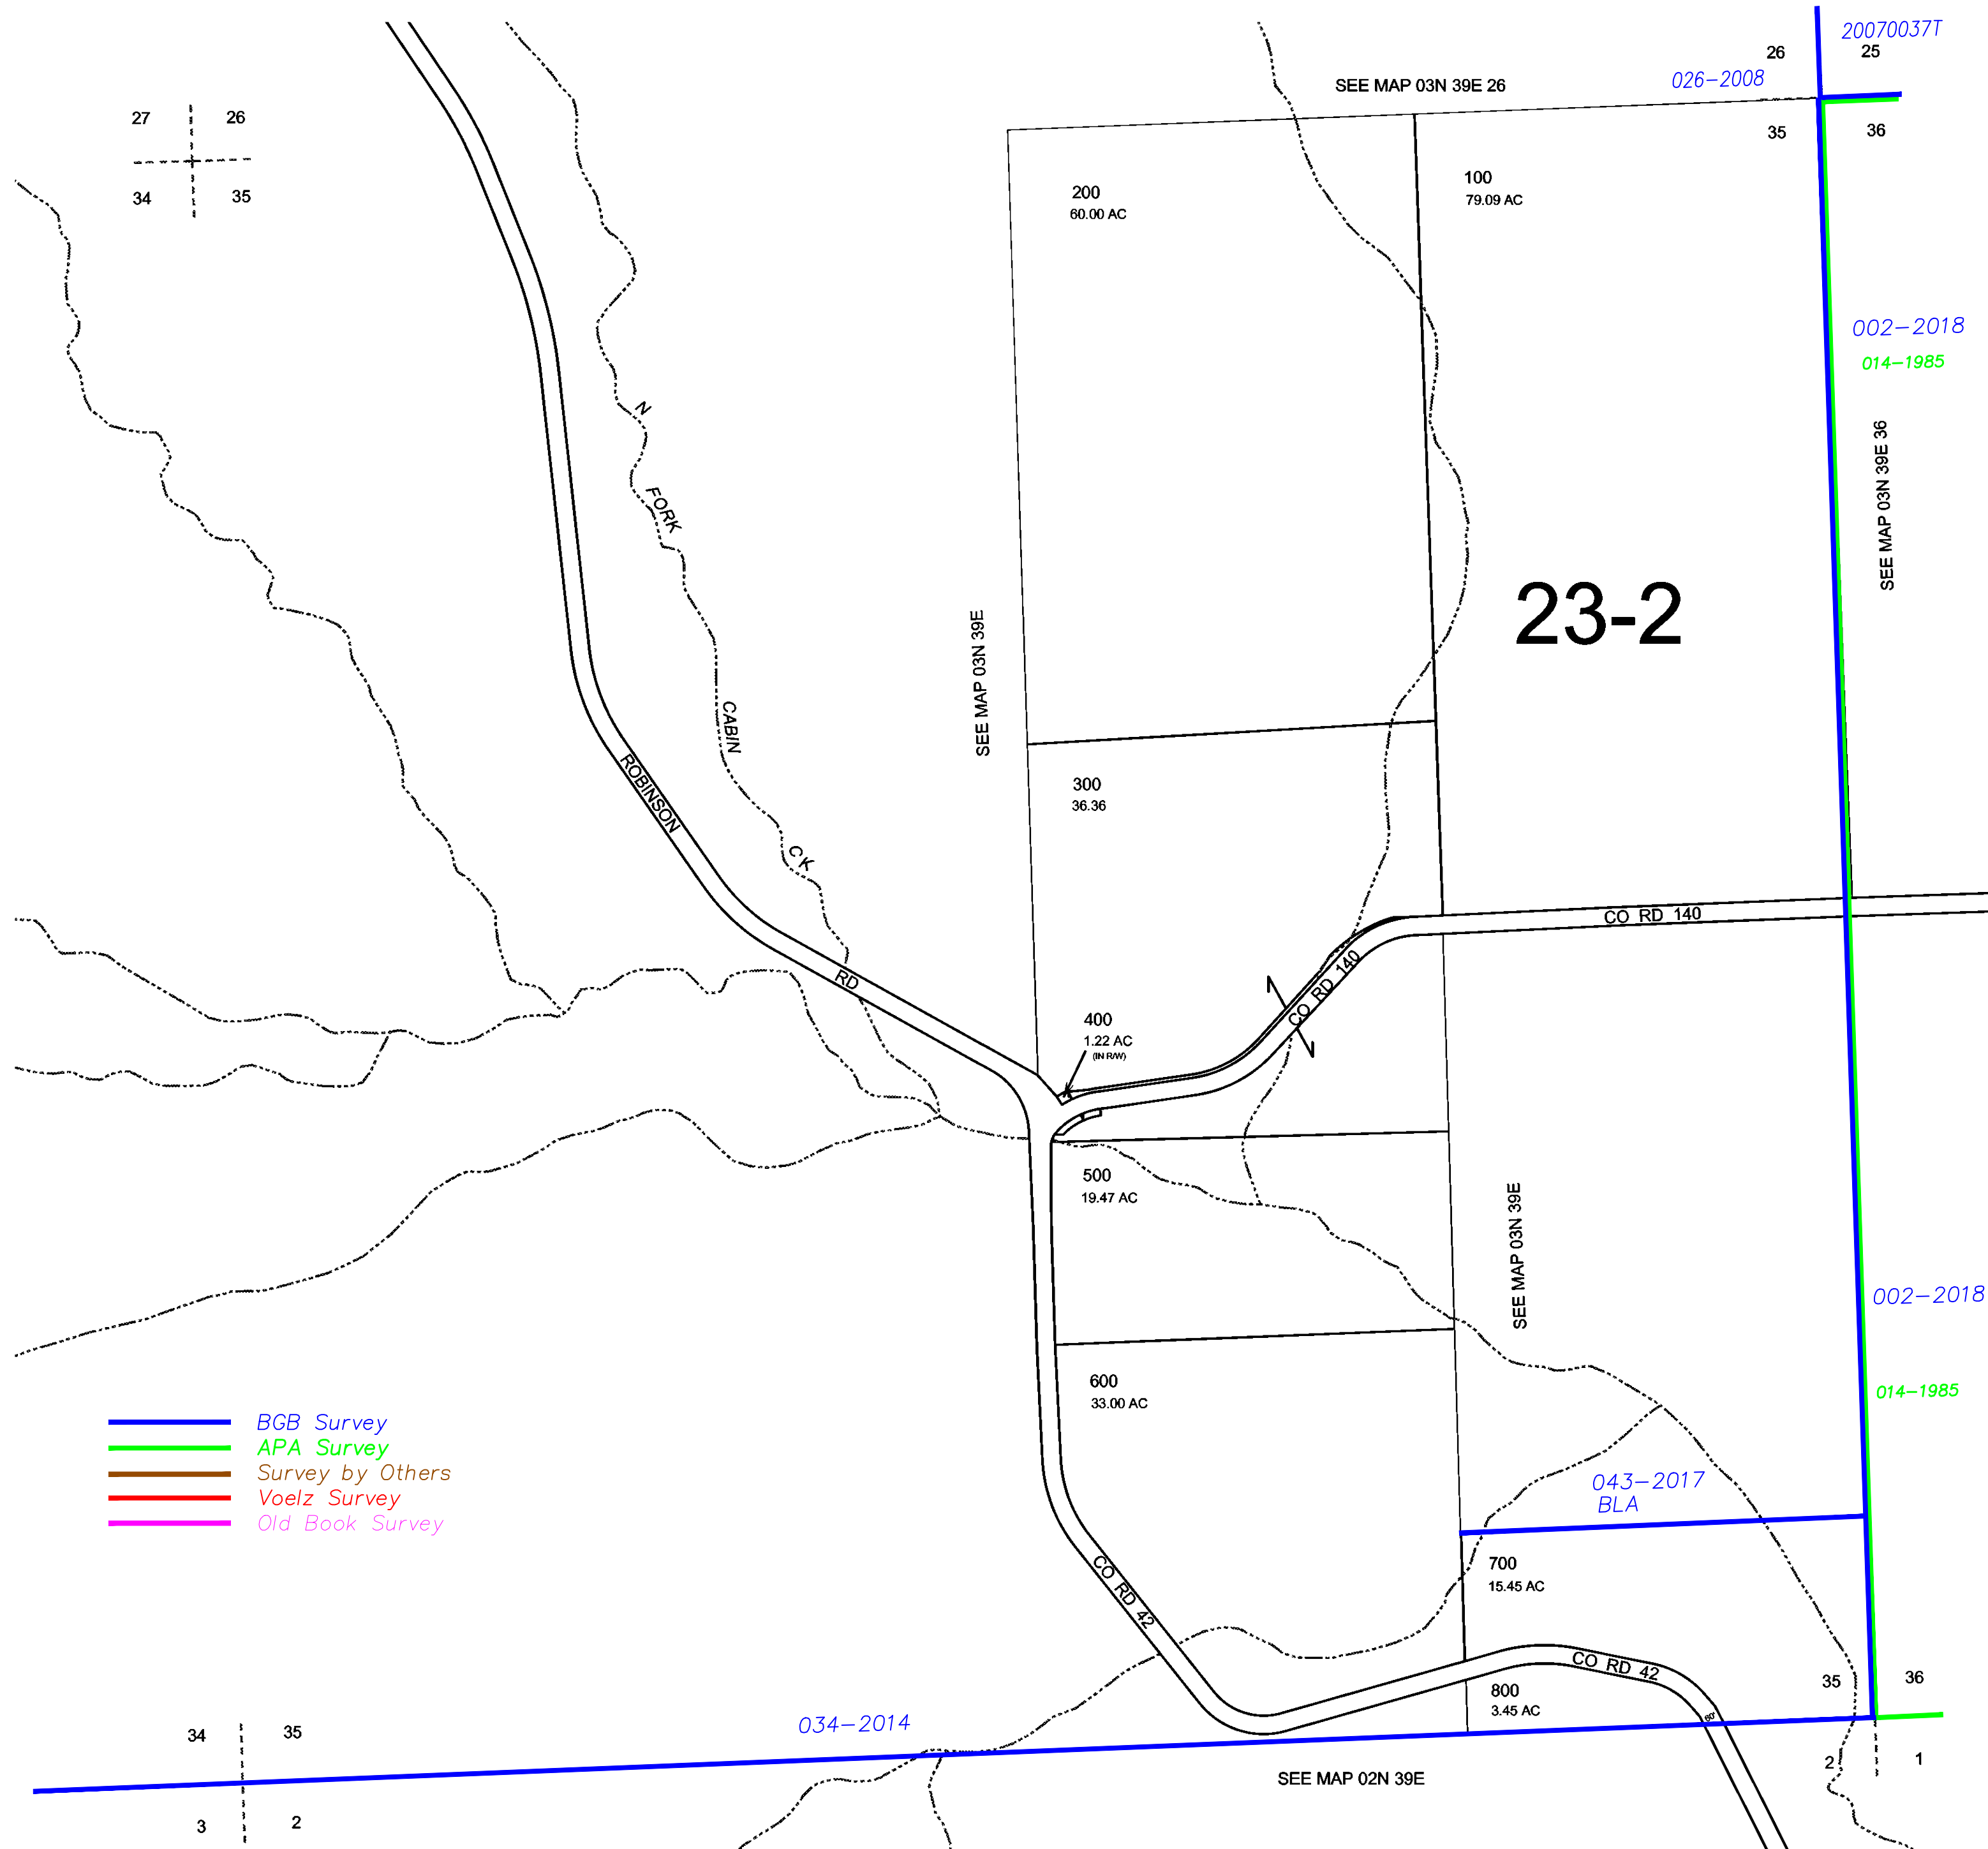 20070037T
26
25
026-2008
SEE MAP 03N 39E 26
35
36
27
26
34
35
200
60.00 AC
100
79.09 AC
002-2018
014-1985
SEE MAP 03N 39E 36
N
FORK
CABIN
CK
23-2
SEE MAP 03N 39E
ROBINSON
RD
300
36.36
CO RD 140
CO RD 140
400
1.22 AC
(IN R/W)
500
19.47 AC
SEE MAP 03N 39E
002-2018
014-1985
600
33.00 AC
BGB Survey
APA Survey
Survey by Others
Voelz Survey
Old Book Survey
043-2017
BLA
700
15.45 AC
CO RD 42
CO RD 42
800
3.45 AC
60'
35
36
034-2014
34
35
2
1
SEE MAP 02N 39E
3
2